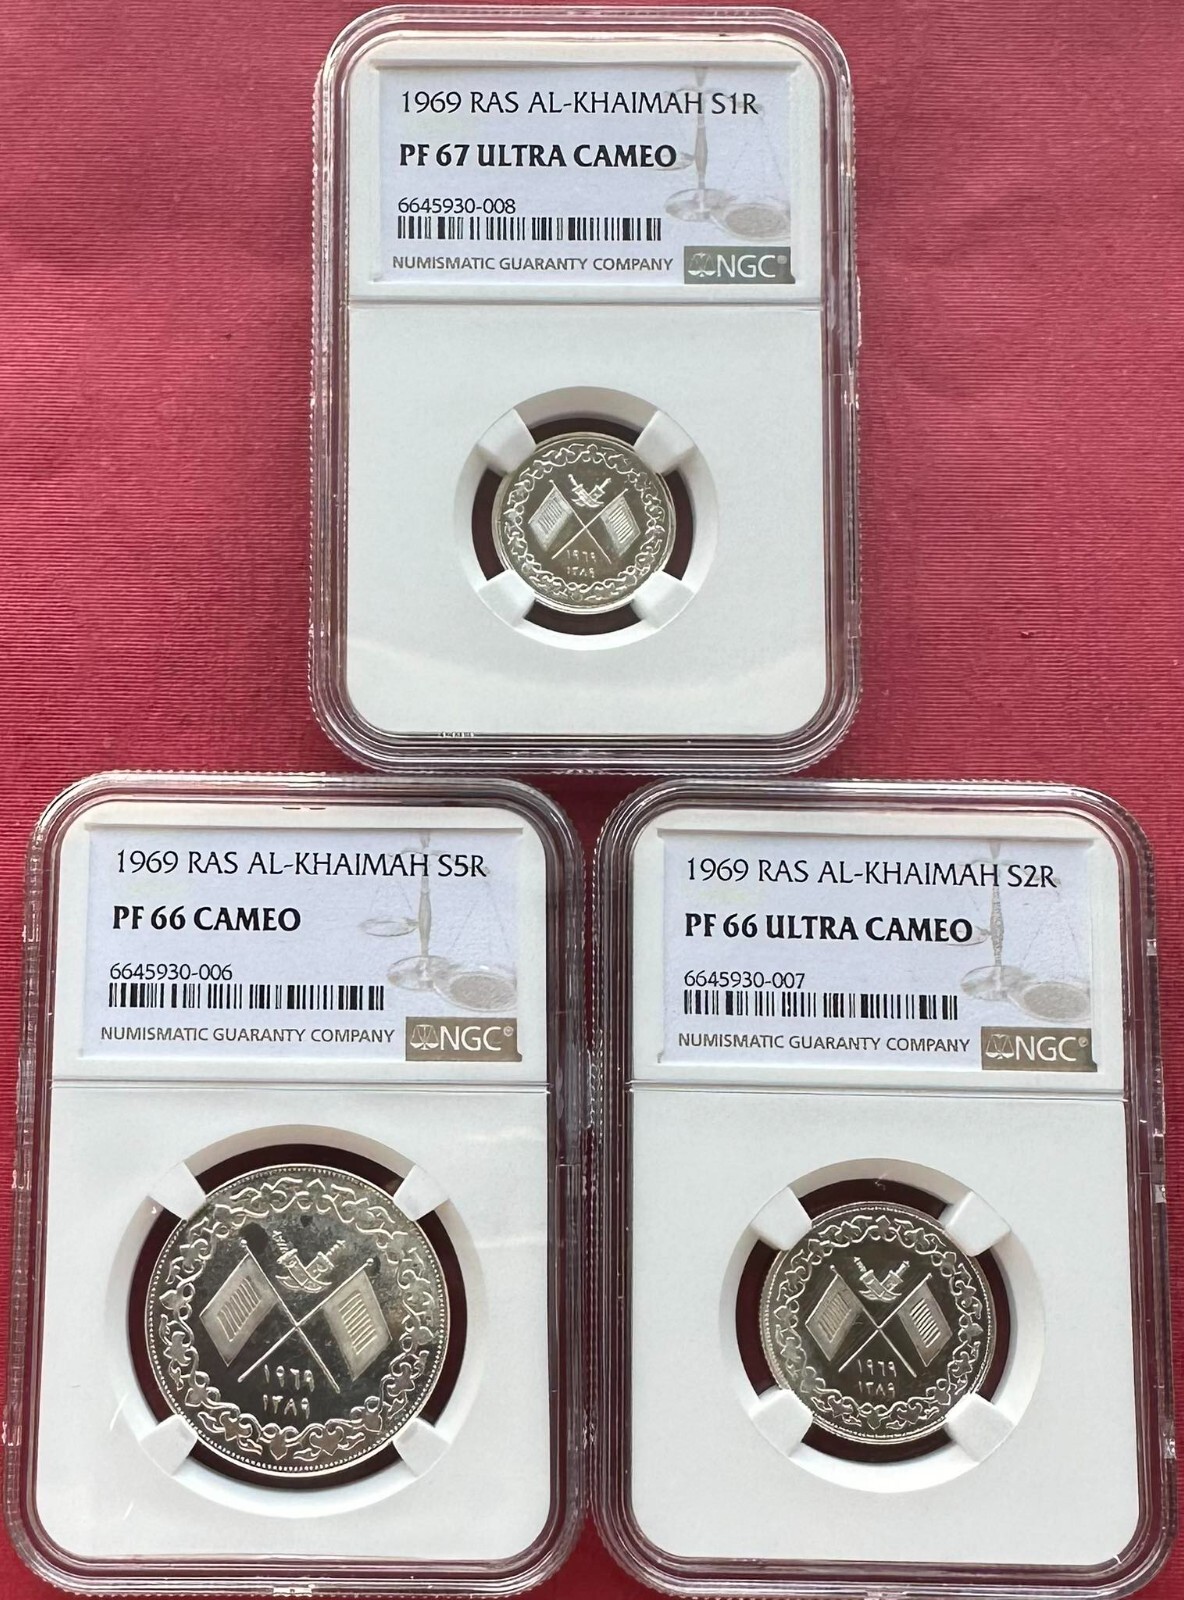 1969 RAS AL-KHAIMAH S1R
PF 67 ULTRA CAMEO
6645930-008
NUMISMATIC GUARANTY COMPANY NGC®
١٩٦٩
١٣٨٩
1969 RAS AL-KHAIMAH S5R
PF 66 CAMEO
6645930-006
NUMISMATIC GUARANTY COMPANY NGC®
١٩٦٩
١٣٨٩
1969 RAS AL-KHAIMAH S2R
PF 66 ULTRA CAMEO
6645930-007
NUMISMATIC GUARANTY COMPANY NGC®
١٩٦٩
١٣٨٩